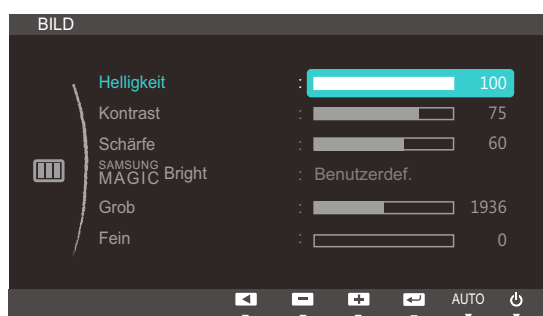 BILD
Helligkeit : 100
Kontrast : 75
Schärfe : 60
SAMSUNG MAGIC Bright : Benutzerdef.
Grob : 1936
Fein : 0
AUTO